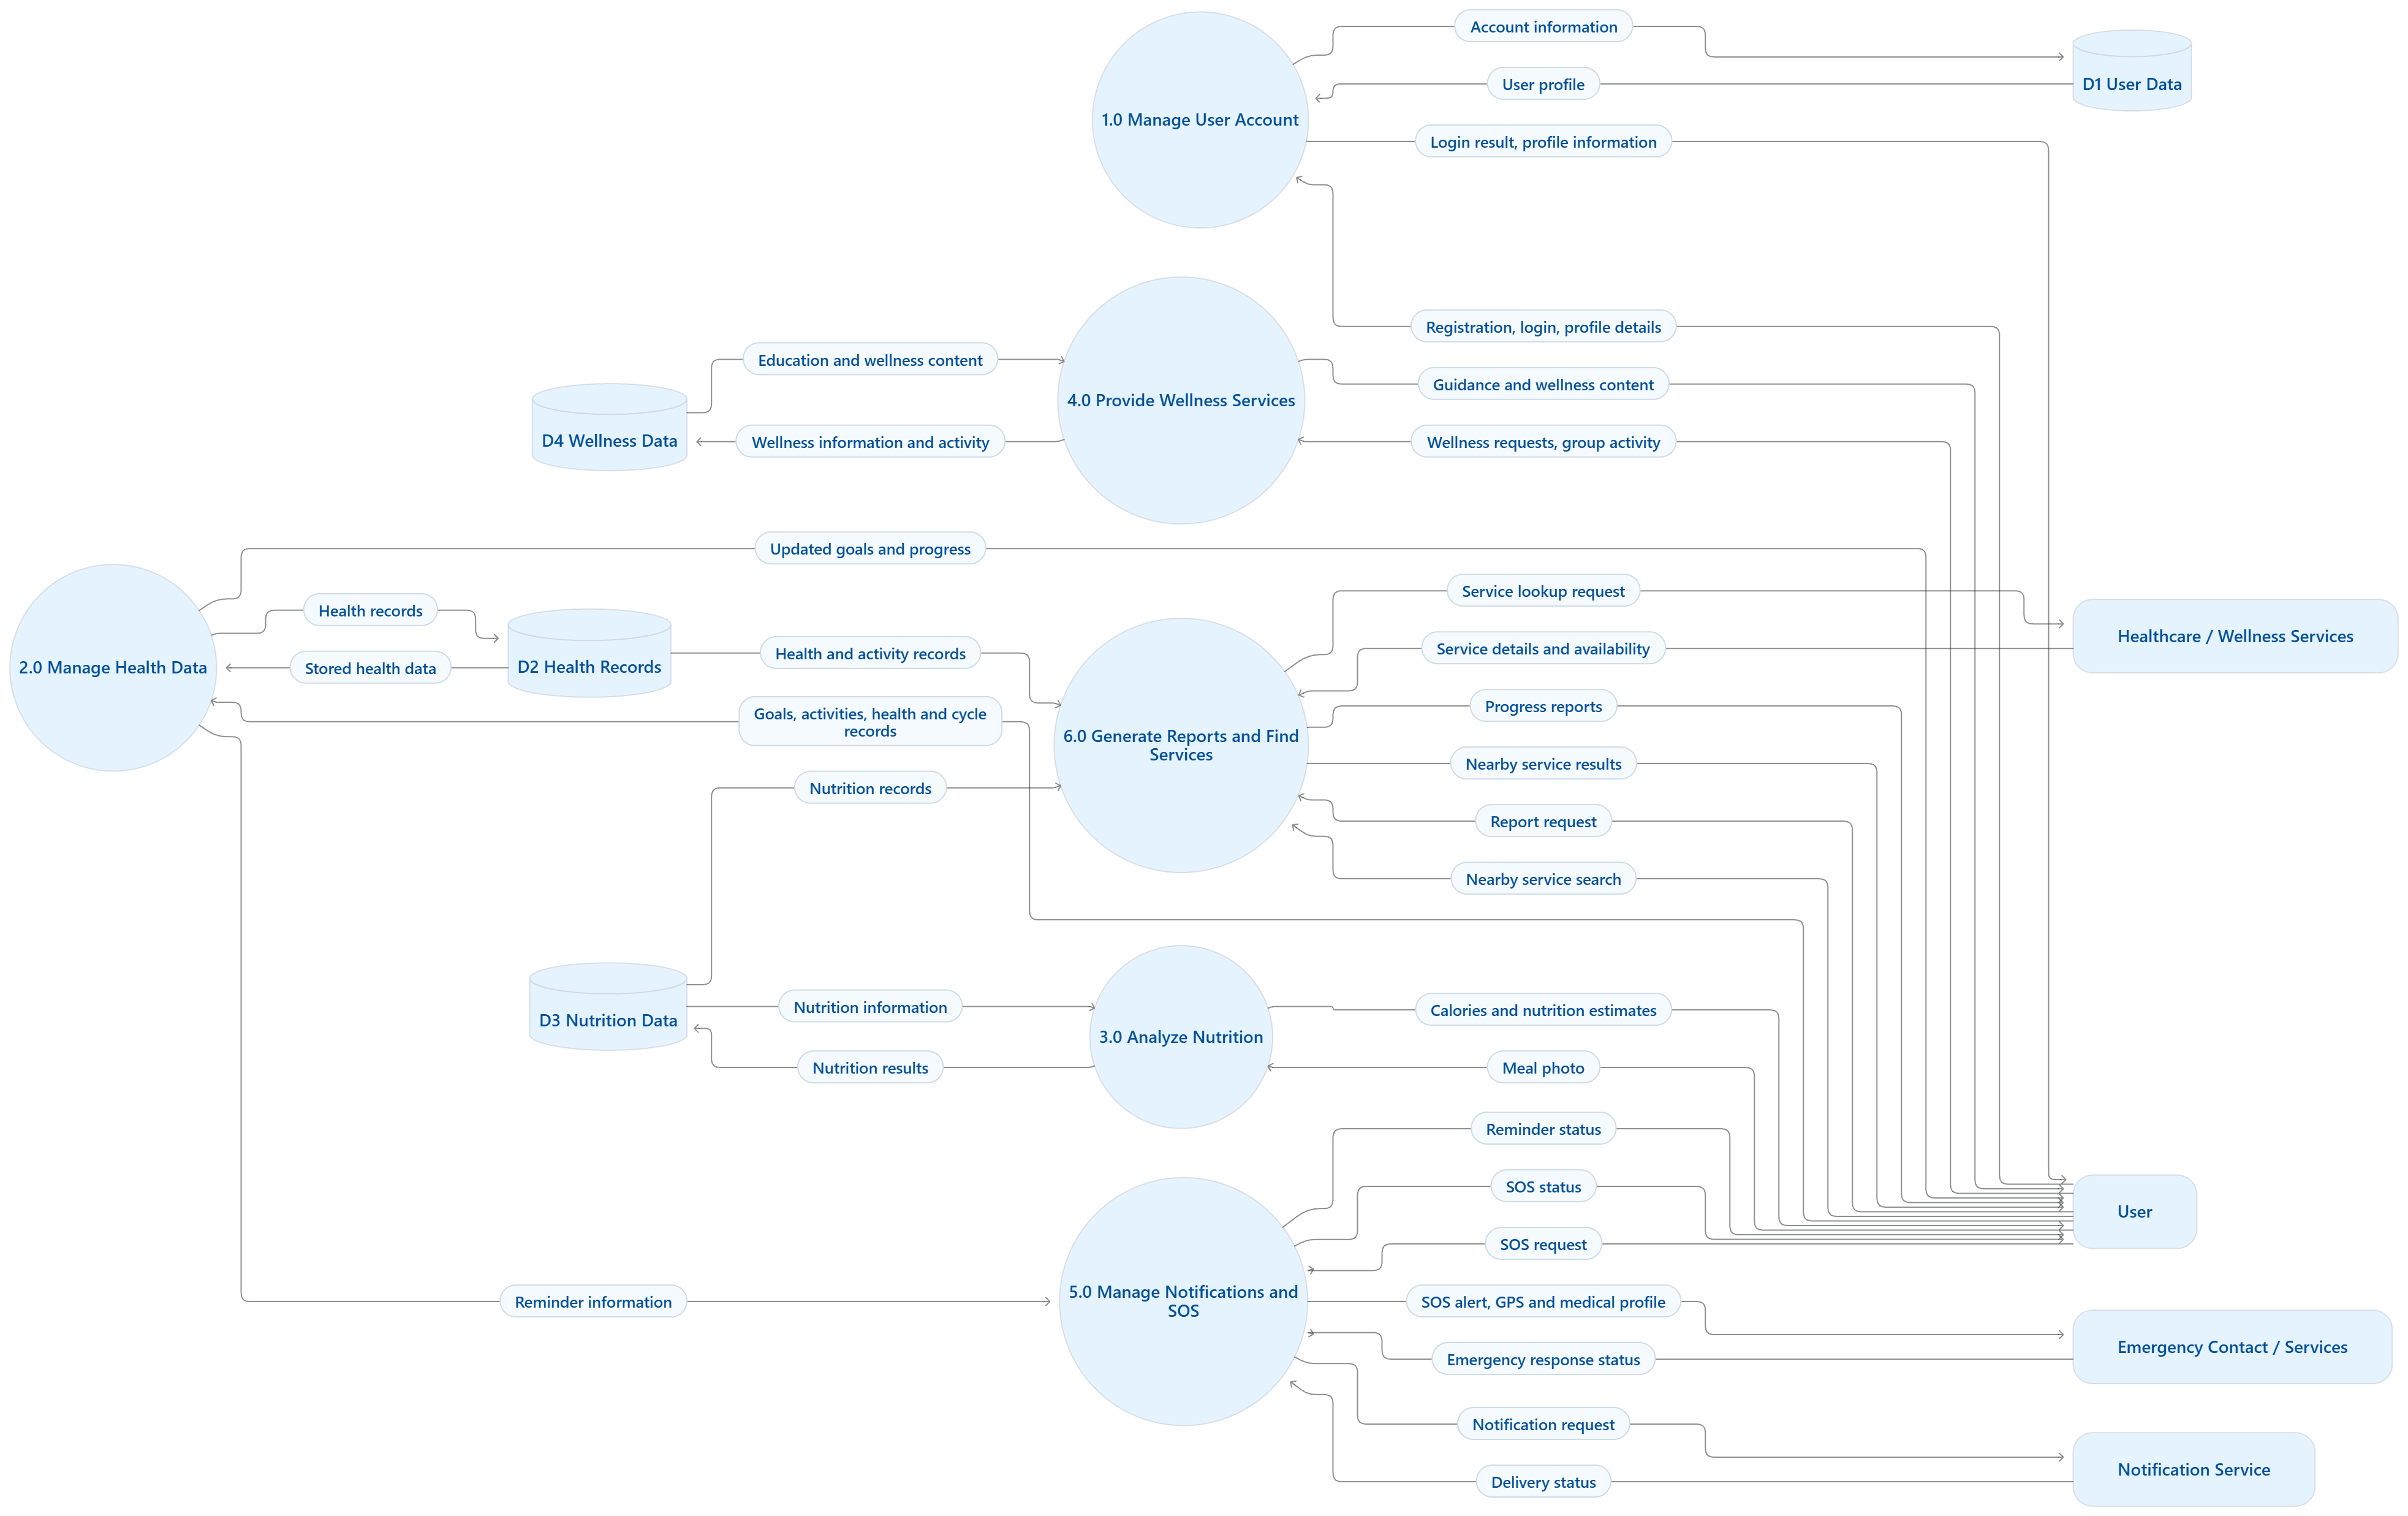 Account information
D1 User Data
User profile
1.0 Manage User Account
Login result, profile information
Registration, login, profile details
Education and wellness content
Guidance and wellness content
4.0 Provide Wellness Services
D4 Wellness Data
Wellness information and activity
Wellness requests, group activity
Updated goals and progress
Service lookup request
Health records
Healthcare / Wellness Services
Health and activity records
Service details and availability
2.0 Manage Health Data
Stored health data
D2 Health Records
Progress reports
Goals, activities, health and cycle
records
6.0 Generate Reports and Find
Services
Nearby service results
Nutrition records
Report request
Nearby service search
Nutrition information
Calories and nutrition estimates
D3 Nutrition Data
3.0 Analyze Nutrition
Nutrition results
Meal photo
Reminder status
SOS status
User
SOS request
5.0 Manage Notifications and
SOS
Reminder information
SOS alert, GPS and medical profile
Emergency Contact / Services
Emergency response status
Notification request
Notification Service
Delivery status